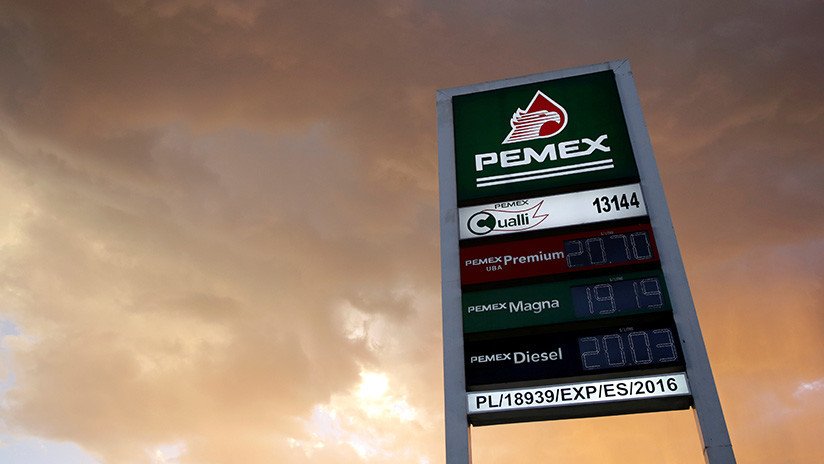 PEMEX
PEMEX
Cualli 13144
PEMEX Premium 20.70
UBA
PEMEX Magna 19.19
PEMEX Diesel 20.03
PL/18939/EXP/ES/2016